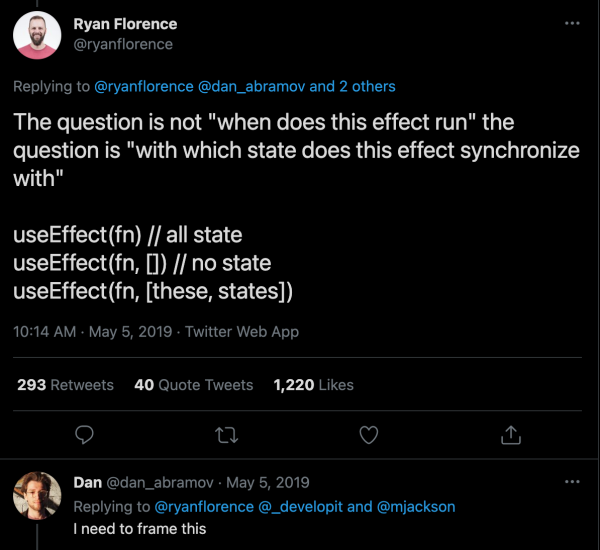 Ryan Florence
@ryanflorence
Replying to @ryanflorence @dan_abramov and 2 others
The question is not "when does this effect run" the
question is "with which state does this effect synchronize
with"
useEffect(fn) // all state
useEffect(fn, []) // no state
useEffect(fn, [these, states])
10:14 AM · May 5, 2019 · Twitter Web App
293 Retweets 40 Quote Tweets 1,220 Likes
Dan @dan_abramov · May 5, 2019
Replying to @ryanflorence @_developit and @mjackson
I need to frame this